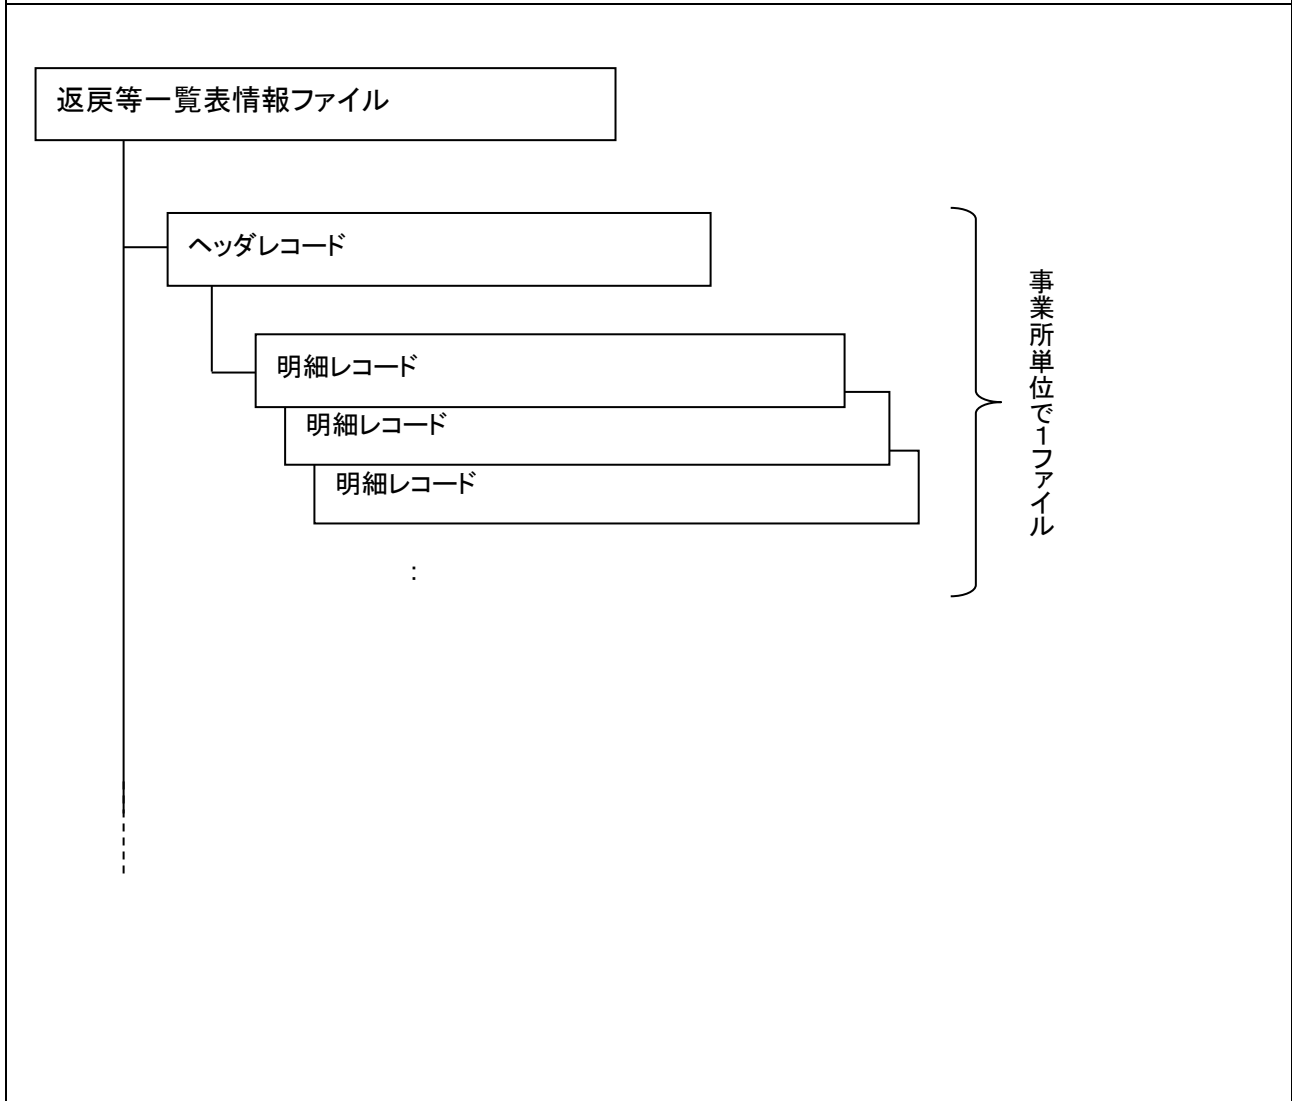 返戻等一覧表情報ファイル
ヘッダレコード
明細レコード
明細レコード
明細レコード
:
事業所単位で1ファイル